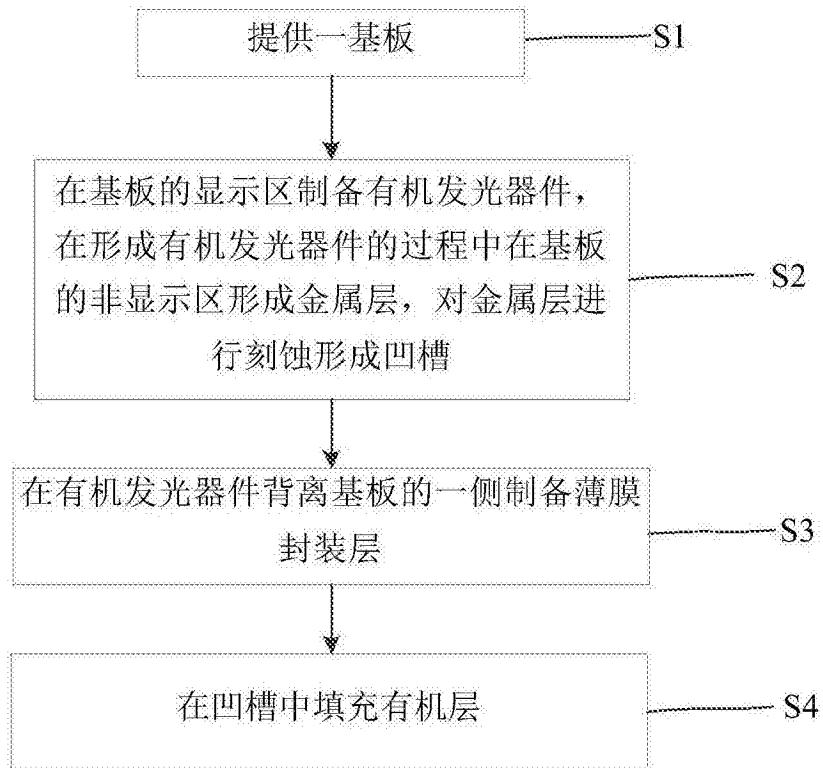 提供一基板
S1
在基板的显示区制备有机发光器件，
在形成有机发光器件的过程中在基板
的非显示区形成金属层，对金属层进
行刻蚀形成凹槽
S2
在有机发光器件背离基板的一侧制备薄膜
封装层
S3
在凹槽中填充有机层
S4